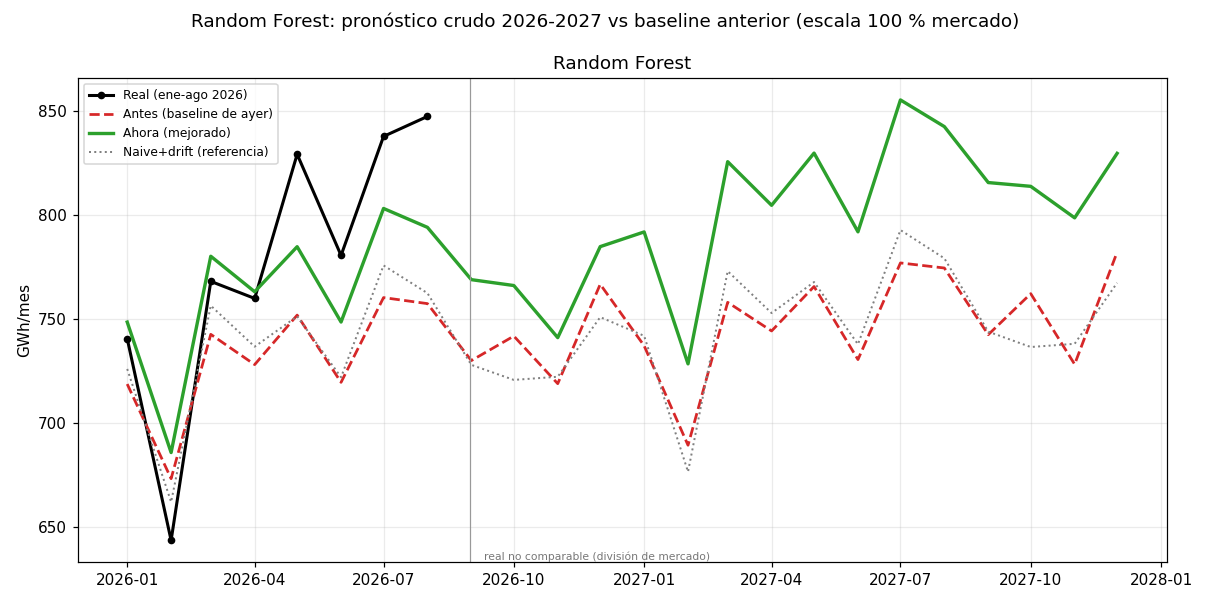 Random Forest: pronóstico crudo 2026-2027 vs baseline anterior (escala 100 % mercado)
Random Forest
Real (ene-ago 2026)
Antes (baseline de ayer)
Ahora (mejorado)
Naive+drift (referencia)
GWh/mes
850
800
750
700
650
real no comparable (división de mercado)
2026-01 2026-04 2026-07 2026-10 2027-01 2027-04 2027-07 2027-10 2028-01